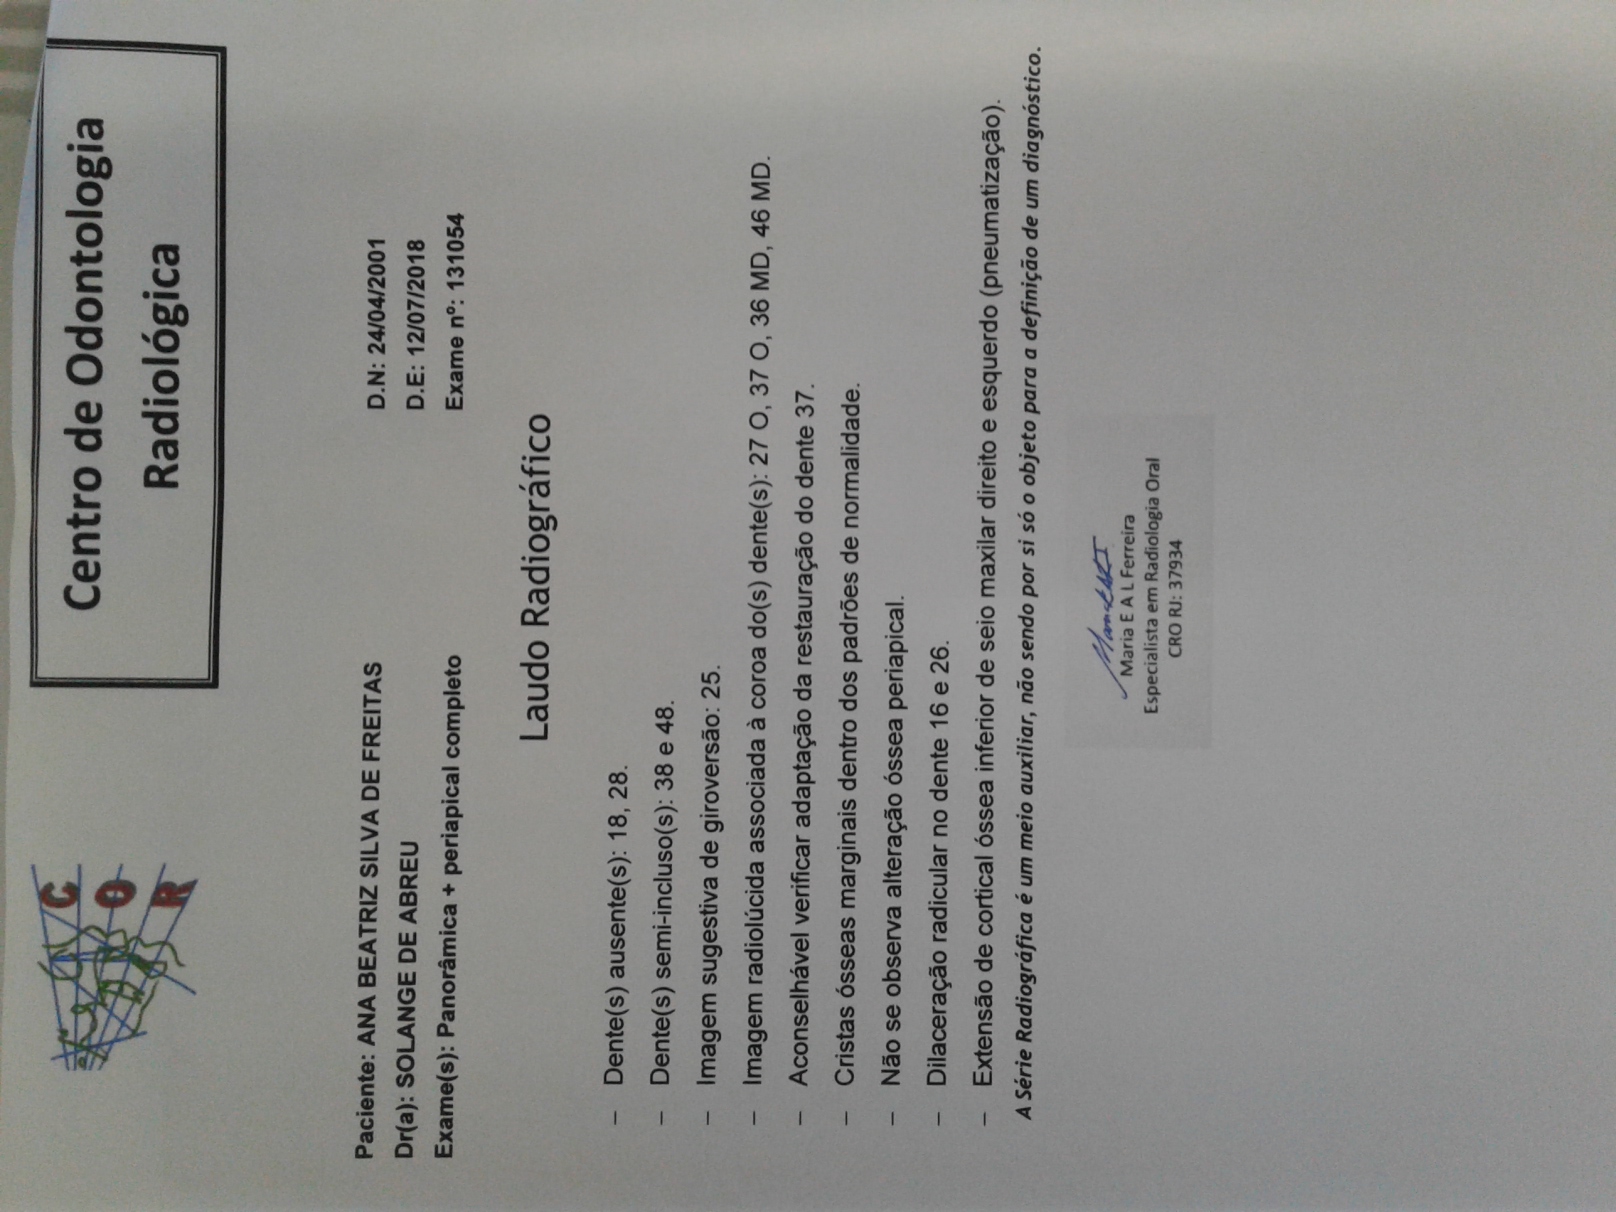 C
O
R
Centro de Odontologia
Radiológica
Paciente: ANA BEATRIZ SILVA DE FREITAS D.N: 24/04/2001
Dr(a): SOLANGE DE ABREU D.E: 12/07/2018
Exame(s): Panorâmica + periapical completo Exame nº: 131054
Laudo Radiográfico
– Dente(s) ausente(s): 18, 28.
– Dente(s) semi-incluso(s): 38 e 48.
– Imagem sugestiva de giroversão: 25.
– Imagem radiolúcida associada à coroa do(s) dente(s): 27 O, 37 O, 36 MD, 46 MD.
– Aconselhável verificar adaptação da restauração do dente 37.
– Cristas ósseas marginais dentro dos padrões de normalidade.
– Não se observa alteração óssea periapical.
– Dilaceração radicular no dente 16 e 26.
– Extensão de cortical óssea inferior de seio maxilar direito e esquerdo (pneumatização).
A Série Radiográfica é um meio auxiliar, não sendo por si só o objeto para a definição de um diagnóstico.
Maria E A L Ferreira
Especialista em Radiologia Oral
CRO RJ: 37934